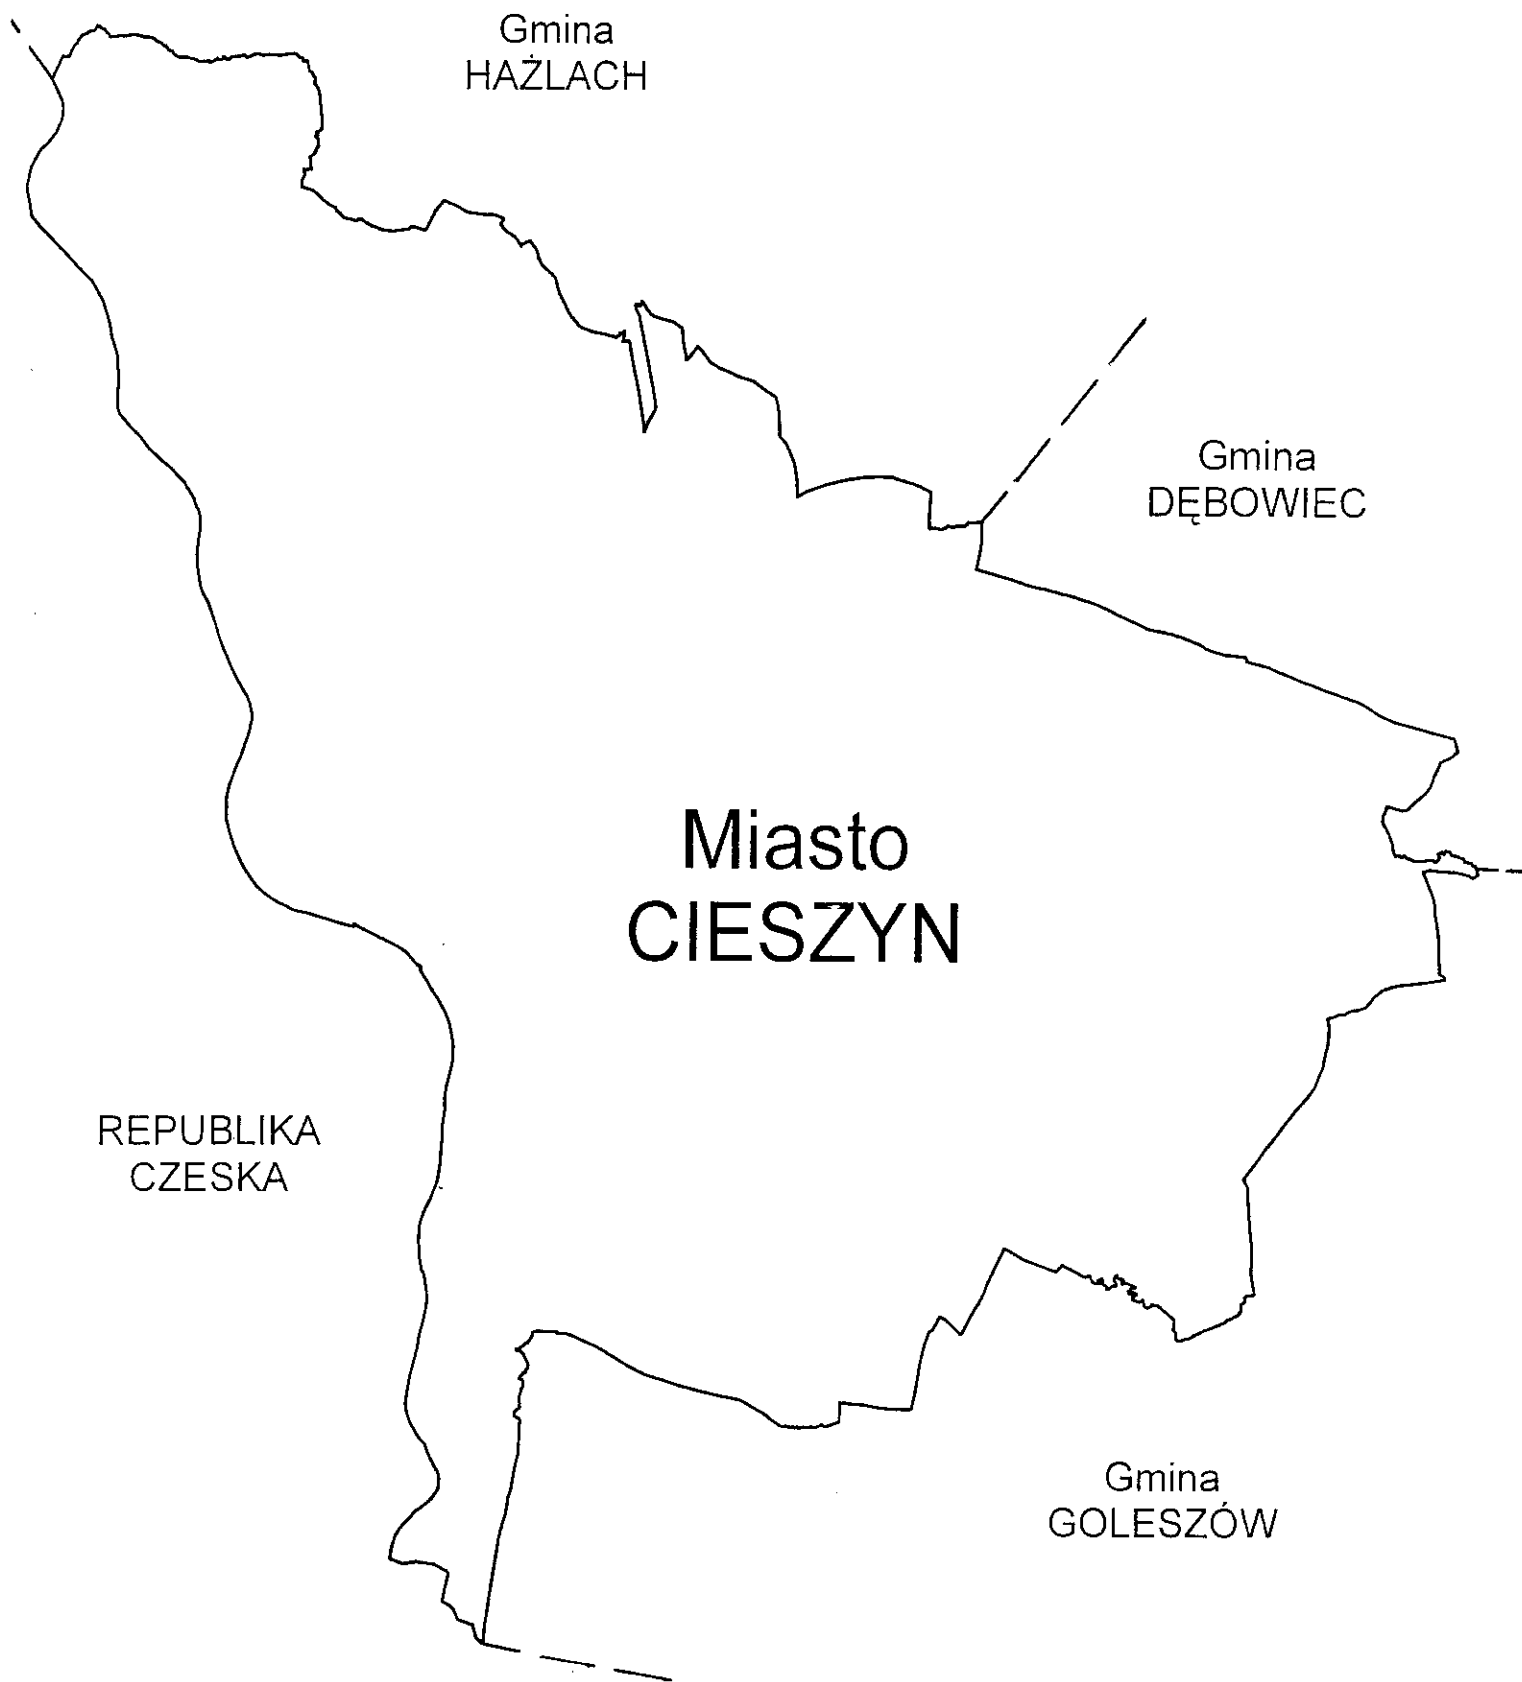 Gmina
HAŻLACH
Gmina
DĘBOWIEC
Miasto
CIESZYN
REPUBLIKA
CZESKA
Gmina
GOLESZÓW